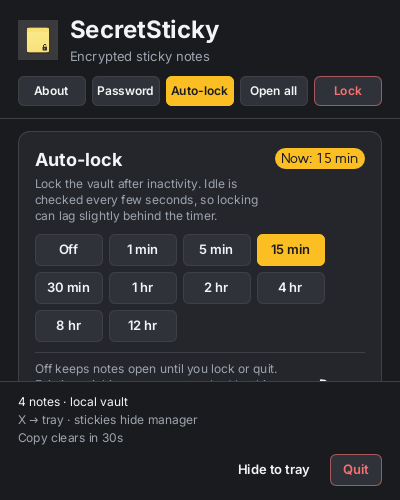 SecretSticky
Encrypted sticky notes
About
Password
Auto-lock
Open all
Lock
Auto-lock
Now: 15 min
Lock the vault after inactivity. Idle is
checked every few seconds, so locking
can lag slightly behind the timer.
Off
1 min
5 min
15 min
30 min
1 hr
2 hr
4 hr
8 hr
12 hr
Off keeps notes open until you lock or quit.
4 notes · local vault
X → tray · stickies hide manager
Copy clears in 30s
Hide to tray
Quit